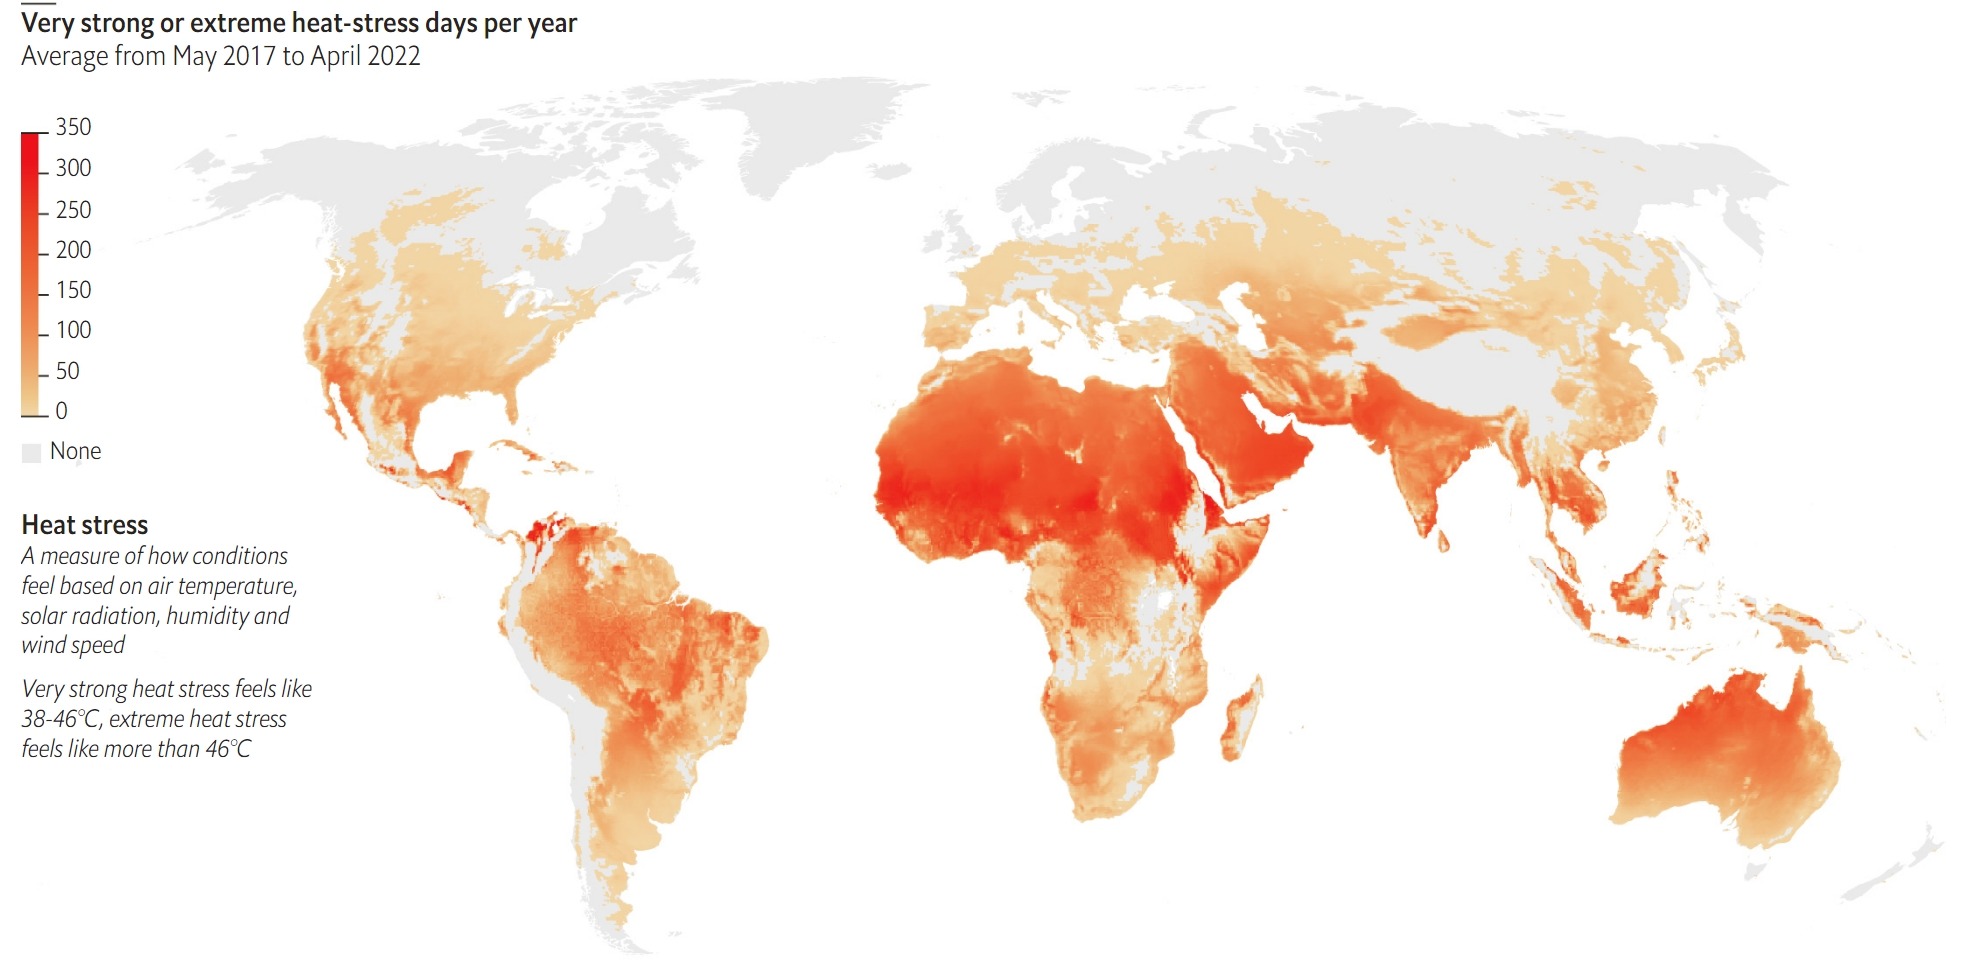 Very strong or extreme heat-stress days per year
Average from May 2017 to April 2022
350
300
250
200
150
100
50
0
None
Heat stress
A measure of how conditions
feel based on air temperature,
solar radiation, humidity and
wind speed
Very strong heat stress feels like
38-46°C, extreme heat stress
feels like more than 46°C